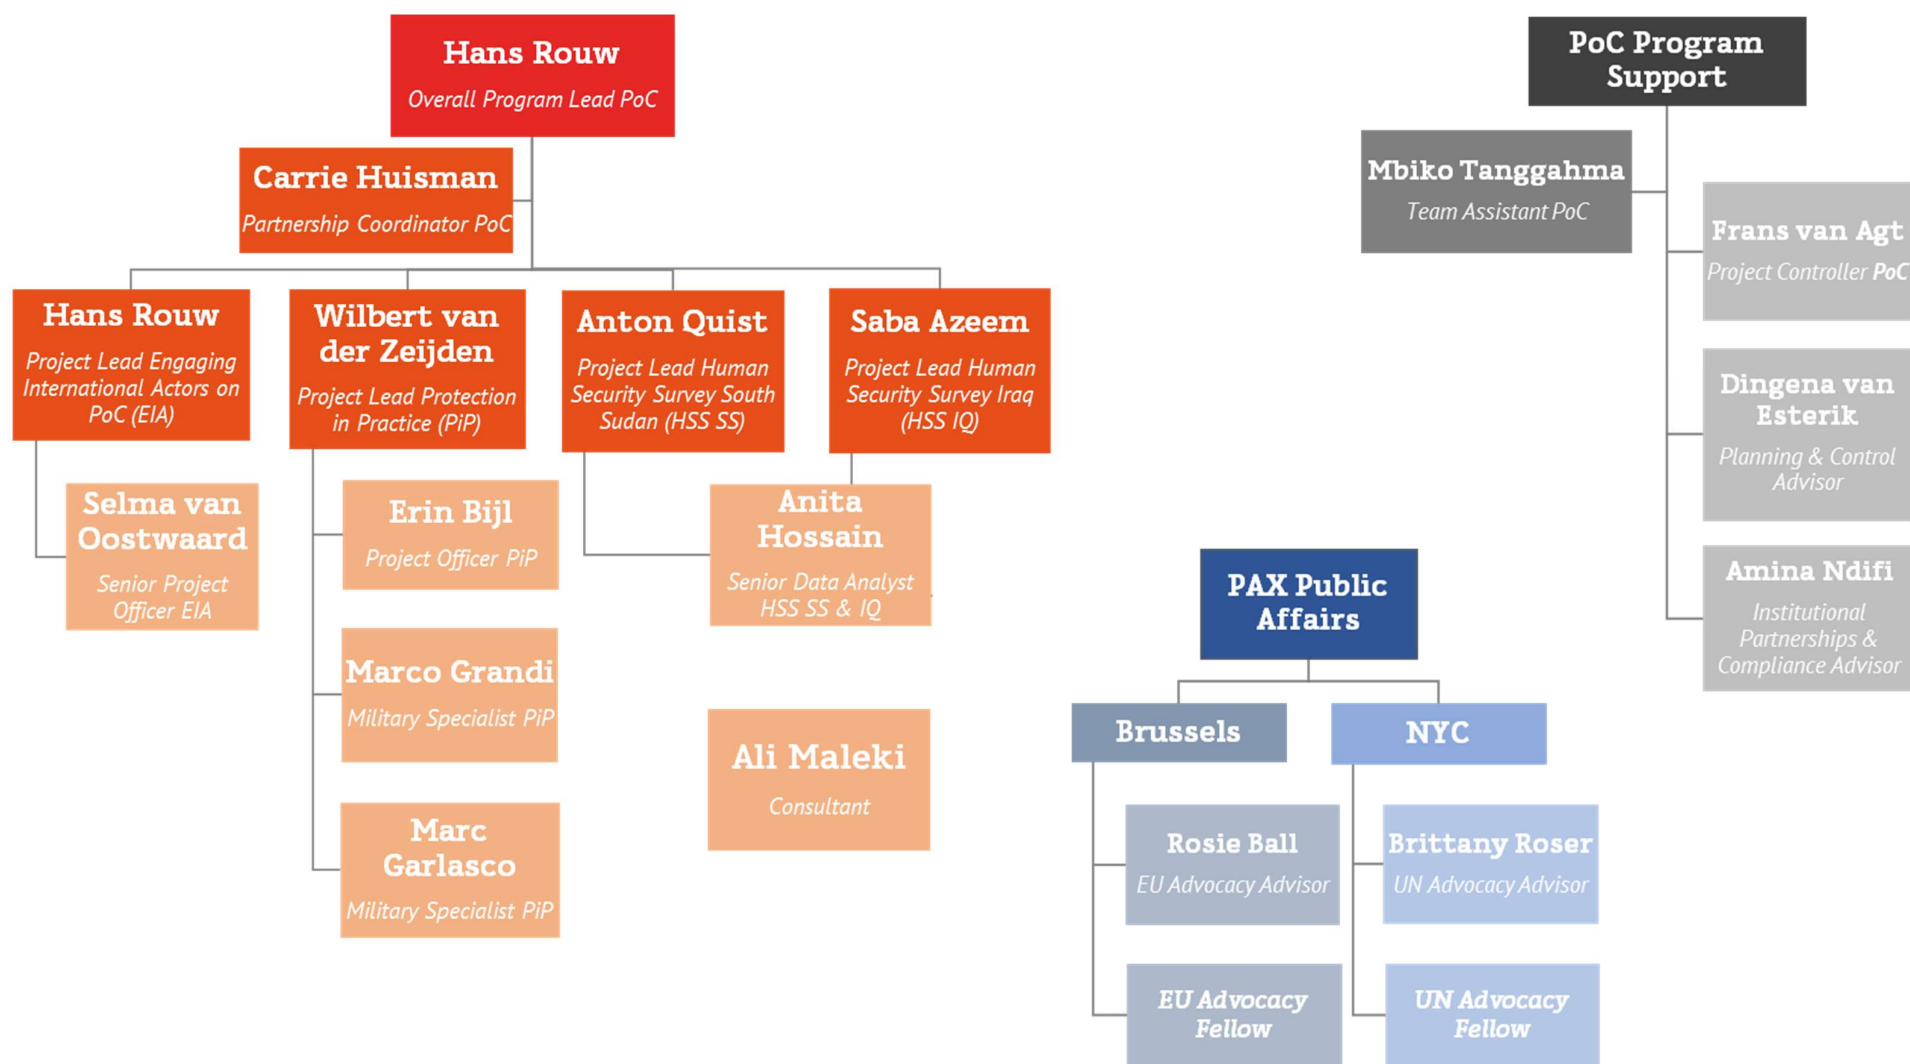 Hans Rouw
Overall Program Lead PoC
Carrie Huisman
Partnership Coordinator PoC
Hans Rouw
Project Lead Engaging
International Actors on
PoC (EIA)
Wilbert van
der Zeijden
Project Lead Protection
in Practice (PiP)
Anton Quist
Project Lead Human
Security Survey South
Sudan (HSS SS)
Saba Azeem
Project Lead Human
Security Survey Iraq
(HSS IQ)
Selma van
Oostwaard
Senior Project
Officer EIA
Erin Bijl
Project Officer PiP
Marco Grandi
Military Specialist PiP
Marc
Garlasco
Military Specialist PiP
Anita
Hossain
Senior Data Analyst
HSS SS & IQ
Ali Maleki
Consultant
PoC Program
Support
Mbiko Tanggahma
Team Assistant PoC
Frans van Agt
Project Controller PoC
Dingena van
Esterik
Planning & Control
Advisor
Amina Ndifi
Institutional
Partnerships &
Compliance Advisor
PAX Public
Affairs
Brussels
Rosie Ball
EU Advocacy Advisor
EU Advocacy
Fellow
NYC
Brittany Roser
UN Advocacy Advisor
UN Advocacy
Fellow